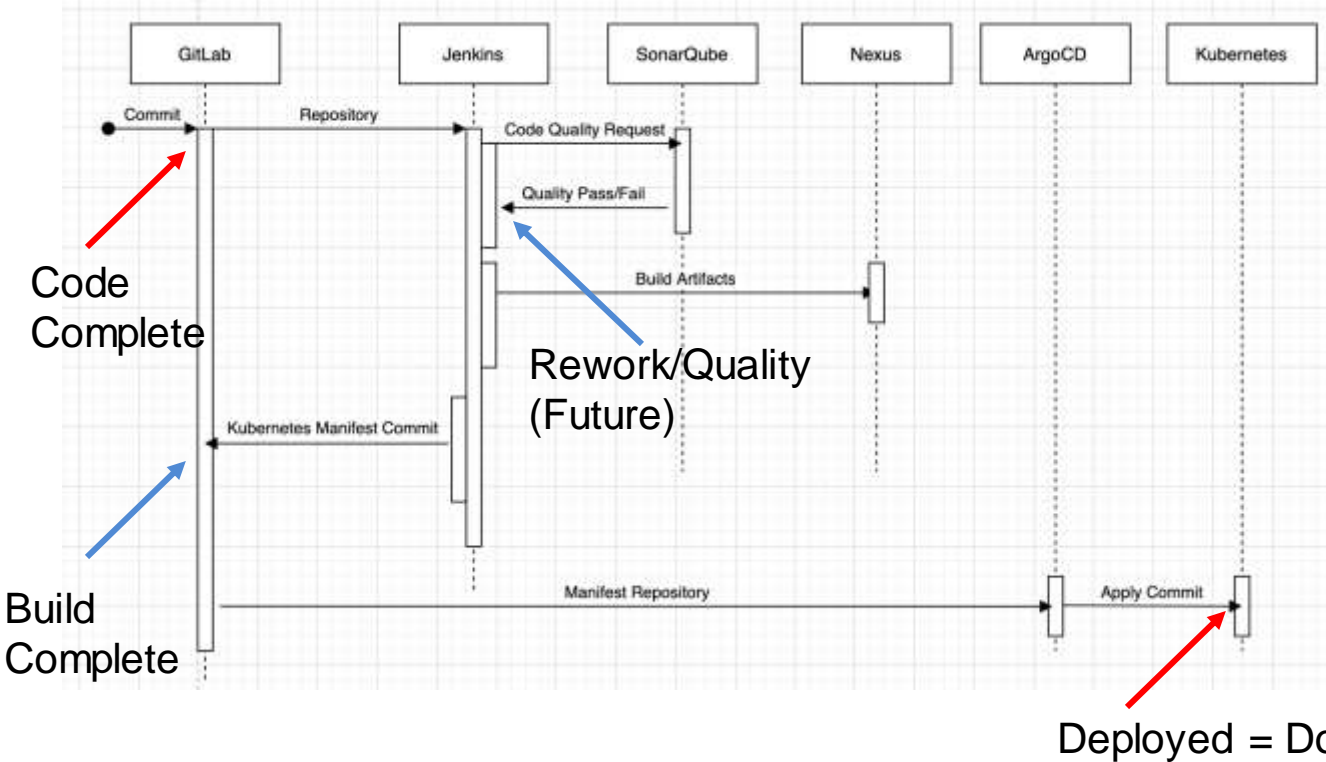 GitLab
Jenkins
SonarQube
Nexus
ArgoCD
Kubernetes
Commit
Repository
Code Quality Request
Quality Pass/Fail
Code
Complete
Build Artifacts
Rework/Quality
(Future)
Kubernetes Manifest Commit
Build
Complete
Manifest Repository
Apply Commit
Deployed =